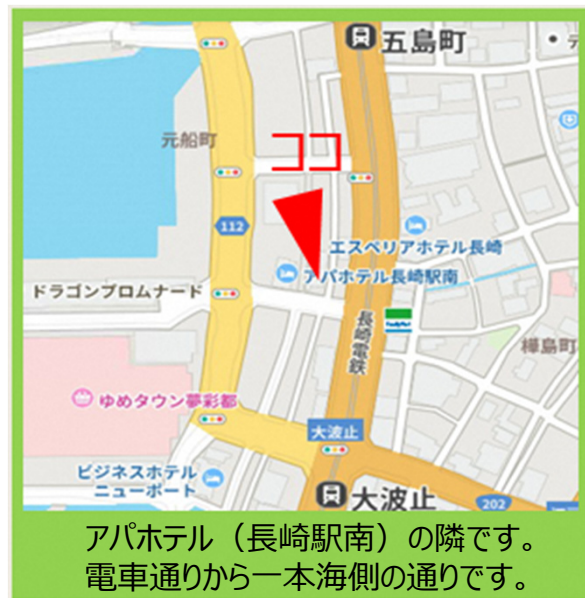 五島町
元船町
ココ
112
エスペリアホテル長崎
アパホテル長崎駅南
ドラゴンプロムナード
長崎電鉄
FamilyMart
樺島町
ゆめタウン夢彩都
大波止
ビジネスホテル
ニューポート
大波止
202
アパホテル（長崎駅南）の隣です。
電車通りから一本海側の通りです。